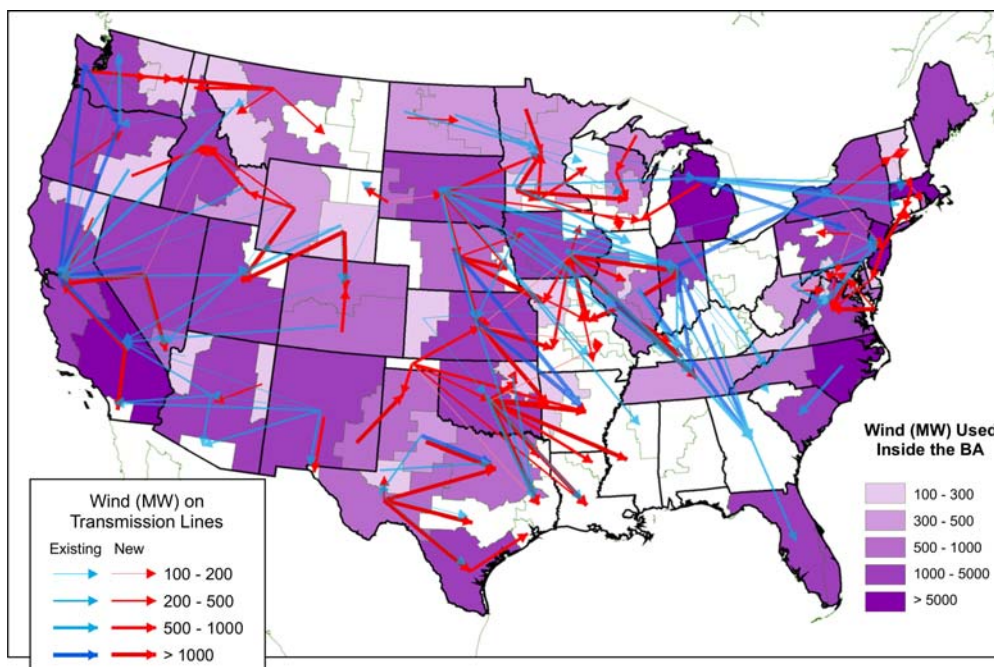 Wind (MW) on
Transmission Lines
Existing New
100 - 200
200 - 500
500 - 1000
> 1000
Wind (MW) Used
Inside the BA
100 - 300
300 - 500
500 - 1000
1000 - 5000
> 5000